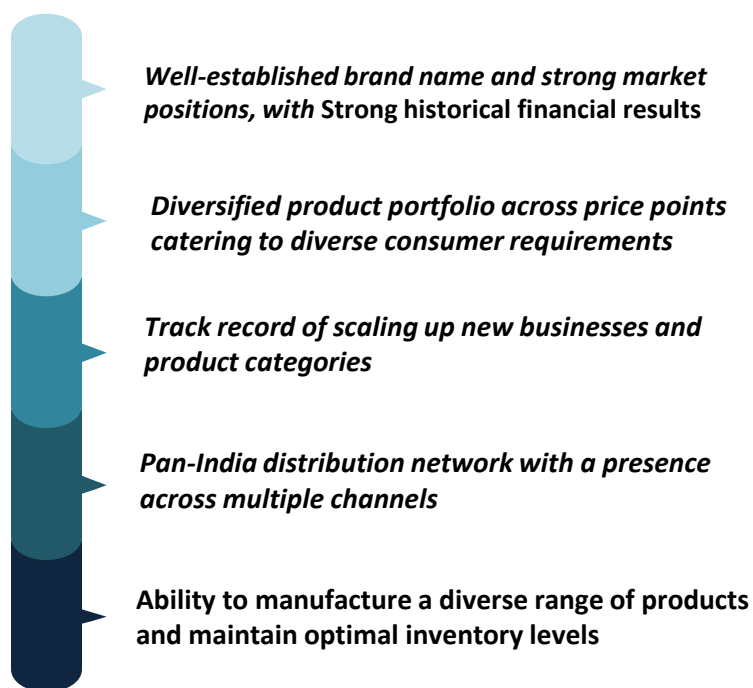 Well-established brand name and strong market
positions, with Strong historical financial results
Diversified product portfolio across price points
catering to diverse consumer requirements
Track record of scaling up new businesses and
product categories
Pan-India distribution network with a presence
across multiple channels
Ability to manufacture a diverse range of products
and maintain optimal inventory levels